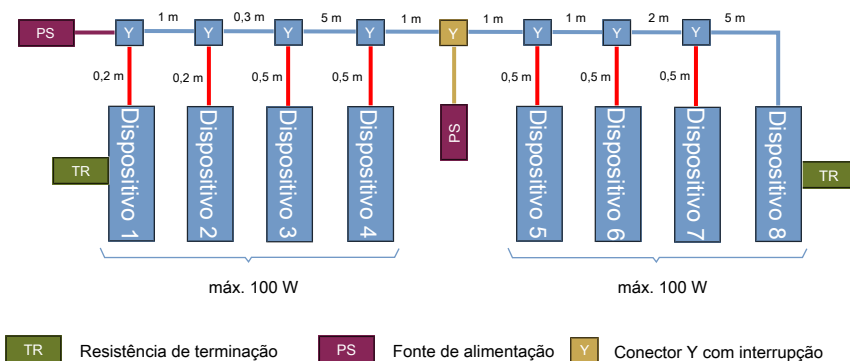 1 m 0,3 m 5 m 1 m 1 m 1 m 2 m 5 m
PS Y Y Y Y Y Y Y Y
0,2 m 0,2 m 0,5 m 0,5 m 0,5 m 0,5 m 0,5 m
PS
Dispositivo 1
Dispositivo 2
Dispositivo 3
Dispositivo 4
Dispositivo 5
Dispositivo 6
Dispositivo 7
Dispositivo 8
TR TR
máx. 100 W máx. 100 W
TR Resistência de terminação PS Fonte de alimentação Y Conector Y com interrupção